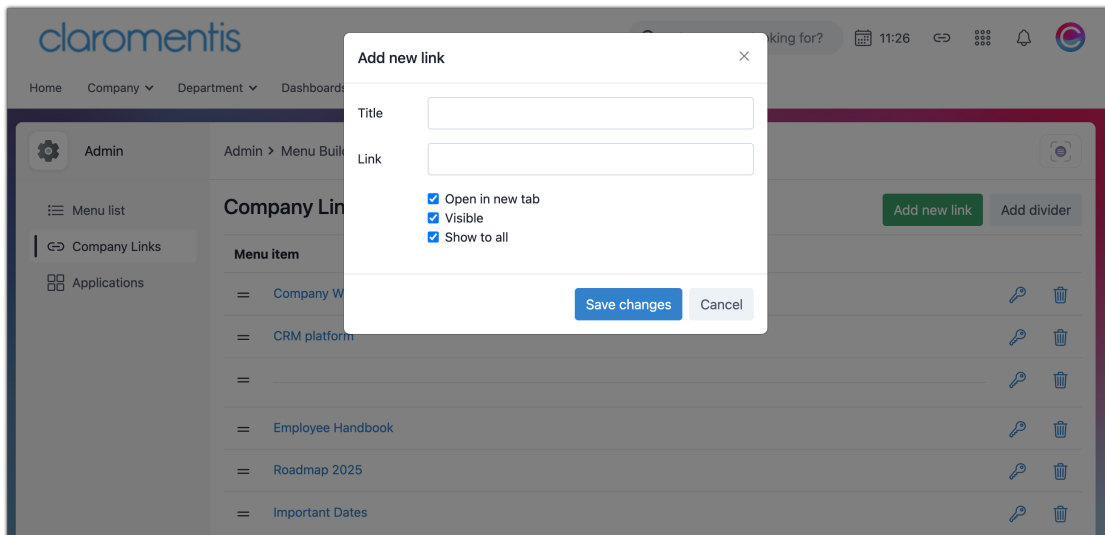 claromentis
king for?
11:26
Home Company Department Dashboards
Add new link
Title
Link
Open in new tab
Visible
Show to all
Save changes Cancel
Admin
Menu list
Company Links
Applications
Admin > Menu Buil
Company Lin
Add new link Add divider
Menu item
Company W
CRM platform
Employee Handbook
Roadmap 2025
Important Dates